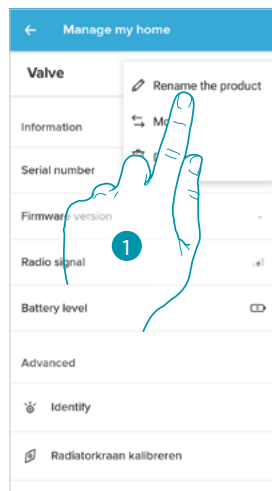 Manage my home
Valve
Rename the product
Information
Serial number
Firmware version
-
Radio signal
1
Battery level
Advanced
Identify
Radiatorkraan kalibreren